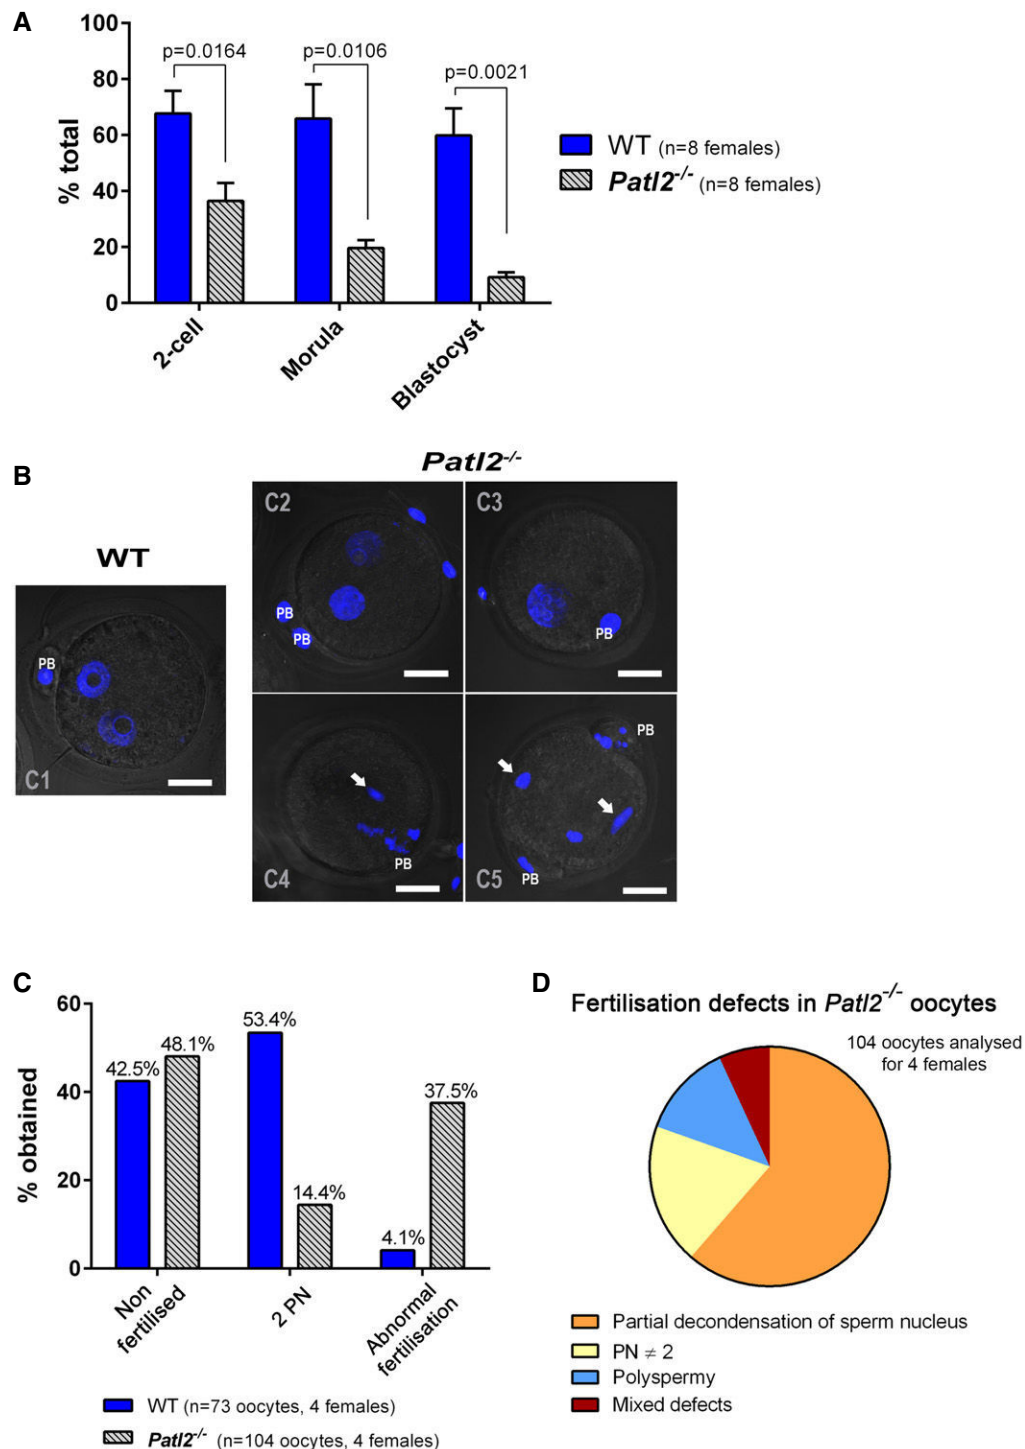 A
100
80
60
40
20
0
% total
p=0.0164
p=0.0106
p=0.0021
2-cell
Morula
Blastocyst
WT (n=8 females)
Patl2-/- (n=8 females)
B
Patl2-/-
WT
PB
C1
C2
PB
PB
C3
PB
C4
PB
C5
PB
PB
C
60
40
20
0
% obtained
42.5%
48.1%
53.4%
14.4%
4.1%
37.5%
Non
fertilised
2 PN
Abnormal
fertilisation
WT (n=73 oocytes, 4 females)
Patl2-/- (n=104 oocytes, 4 females)
D
Fertilisation defects in Patl2-/- oocytes
104 oocytes analysed
for 4 females
Partial decondensation of sperm nucleus
PN ≠ 2
Polyspermy
Mixed defects